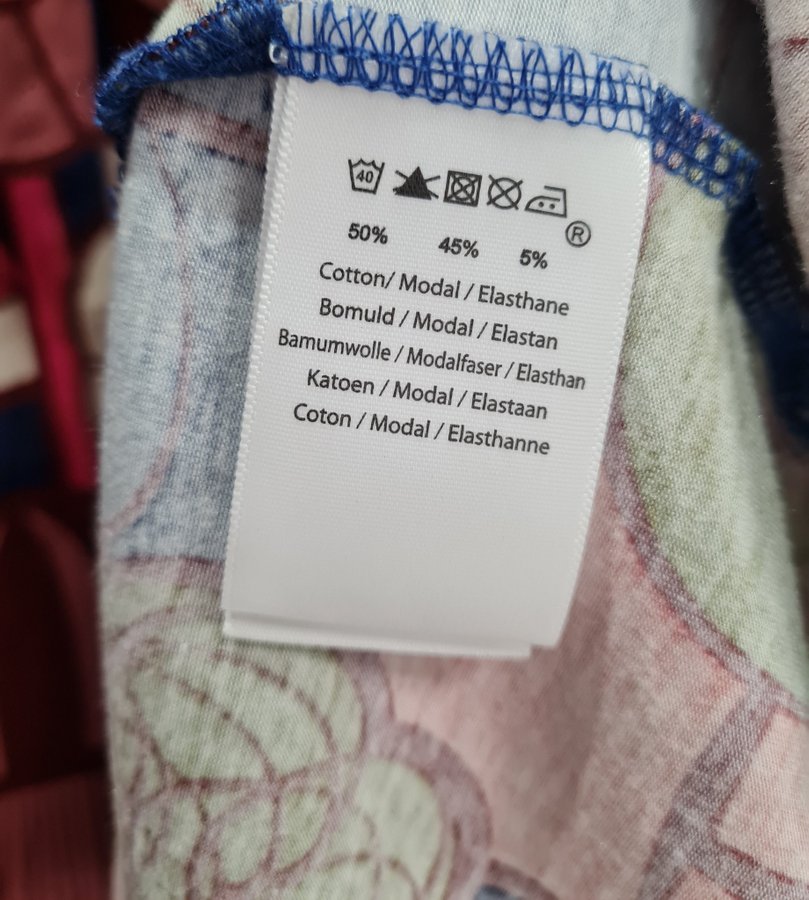 40
®
50% 45% 5%
Cotton/ Modal / Elasthane
Bomuld / Modal / Elastan
Bamumwolle / Modalfaser / Elasthan
Katoen / Modal / Elastaan
Coton / Modal / Elasthanne